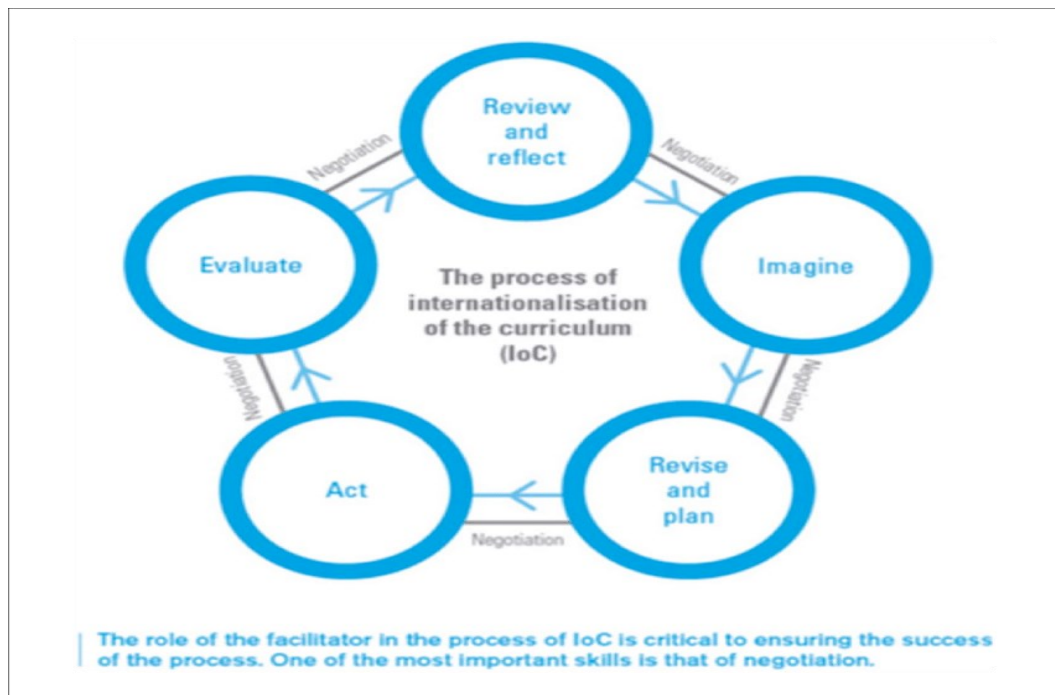 Review
and
reflect
Negotiation
Negotiation
Evaluate
Imagine
The process of
internationalisation
of the curriculum
(IoC)
Negotiation
Negotiation
Act
Revise
and
plan
Negotiation
The role of the facilitator in the process of IoC is critical to ensuring the success
of the process. One of the most important skills is that of negotiation.